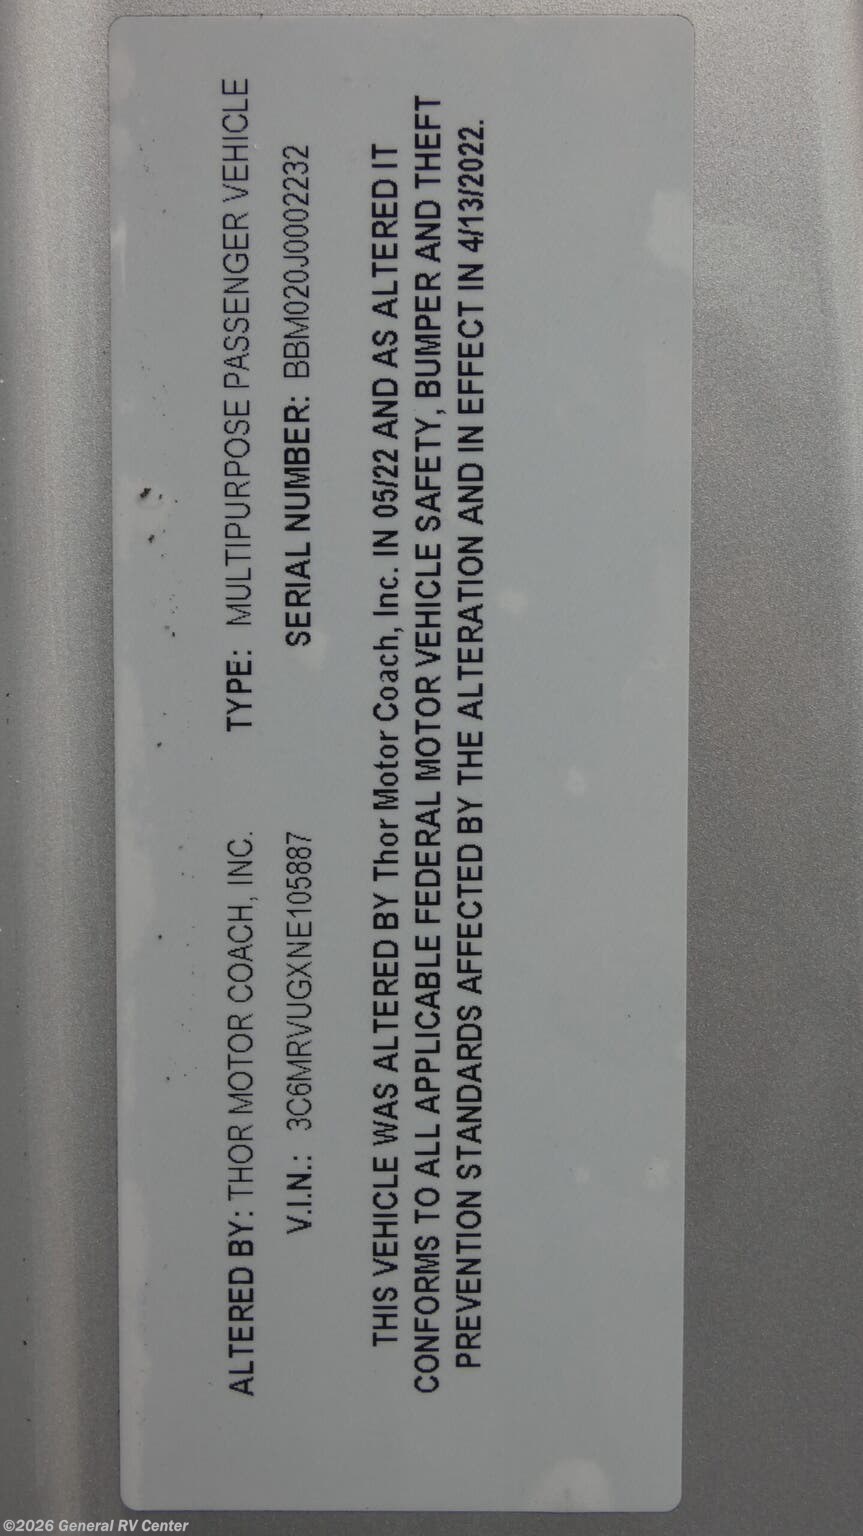 ALTERED BY: THOR MOTOR COACH, INC. TYPE: MULTIPURPOSE PASSENGER VEHICLE
V.I.N.: 3C6MRVUGXNE105887 SERIAL NUMBER: BBM020J0002232
THIS VEHICLE WAS ALTERED BY Thor Motor Coach, Inc. IN 05/22 AND AS ALTERED IT
CONFORMS TO ALL APPLICABLE FEDERAL MOTOR VEHICLE SAFETY, BUMPER AND THEFT
PREVENTION STANDARDS AFFECTED BY THE ALTERATION AND IN EFFECT IN 4/13/2022.
©2026 General RV Center